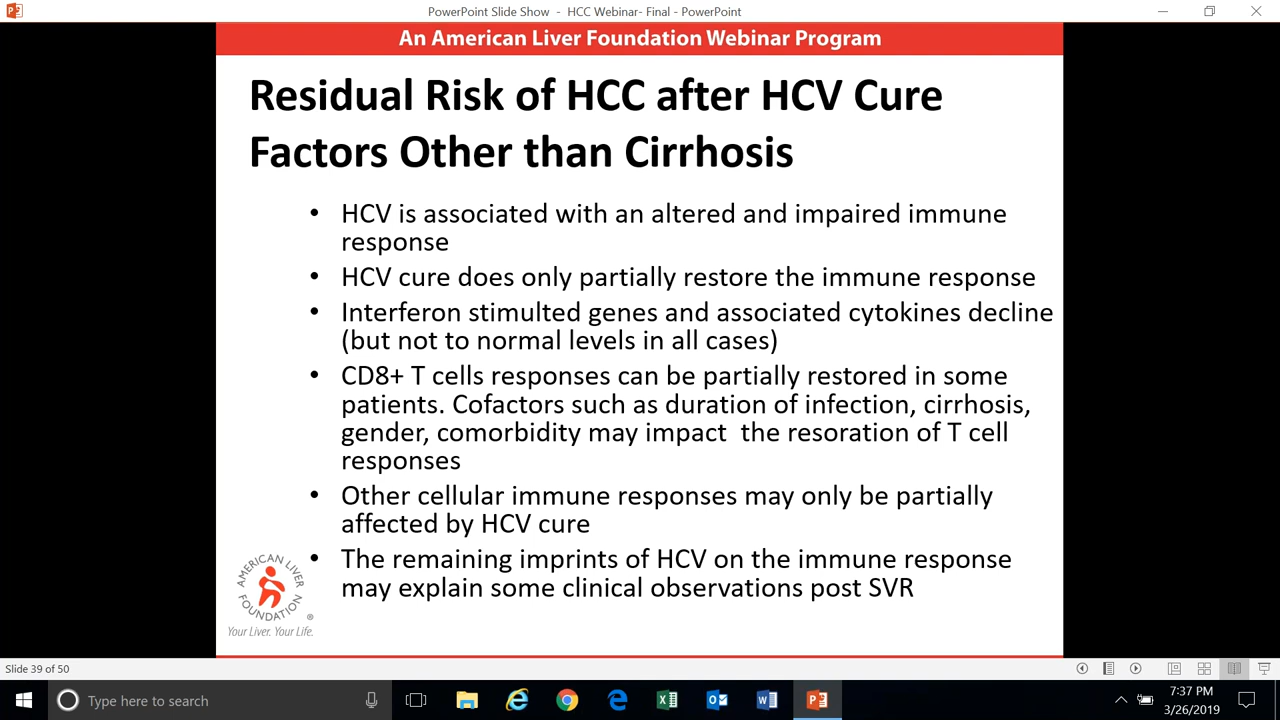 PowerPoint Slide Show - HCC Webinar- Final - PowerPoint
An American Liver Foundation Webinar Program
Residual Risk of HCC after HCV Cure
Factors Other than Cirrhosis
• HCV is associated with an altered and impaired immune
response
• HCV cure does only partially restore the immune response
• Interferon stimulted genes and associated cytokines decline
(but not to normal levels in all cases)
• CD8+ T cells responses can be partially restored in some
patients. Cofactors such as duration of infection, cirrhosis,
gender, comorbidity may impact  the resoration of T cell
responses
• Other cellular immune responses may only be partially
affected by HCV cure
• The remaining imprints of HCV on the immune response
may explain some clinical observations post SVR
AMERICAN LIVER
FOUNDATION
®
Your Liver. Your Life.
Slide 39 of 50
Type here to search
7:37 PM
3/26/2019